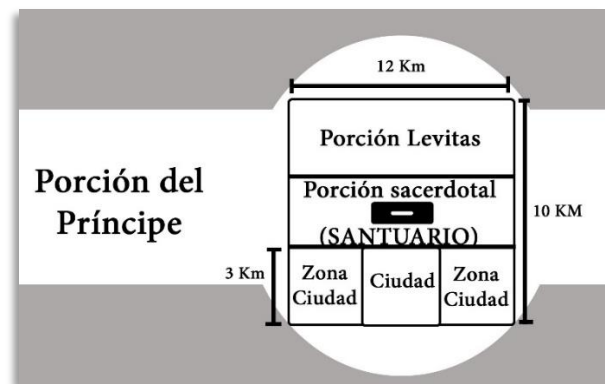 12 Km
Porción Levitas
Porción del
Príncipe
Porción sacerdotal
(SANTUARIO)
10 KM
3 Km
Zona
Ciudad
Ciudad
Zona
Ciudad